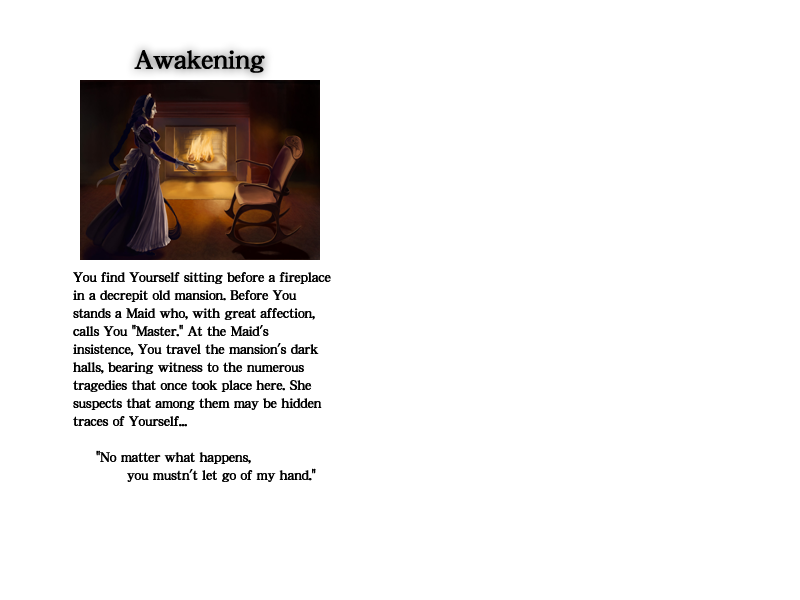 Awakening
You find Yourself sitting before a fireplace
in a decrepit old mansion. Before You
stands a Maid who, with great affection,
calls You "Master." At the Maid's
insistence, You travel the mansion's dark
halls, bearing witness to the numerous
tragedies that once took place here. She
suspects that among them may be hidden
traces of Yourself...
"No matter what happens,
you mustn't let go of my hand."